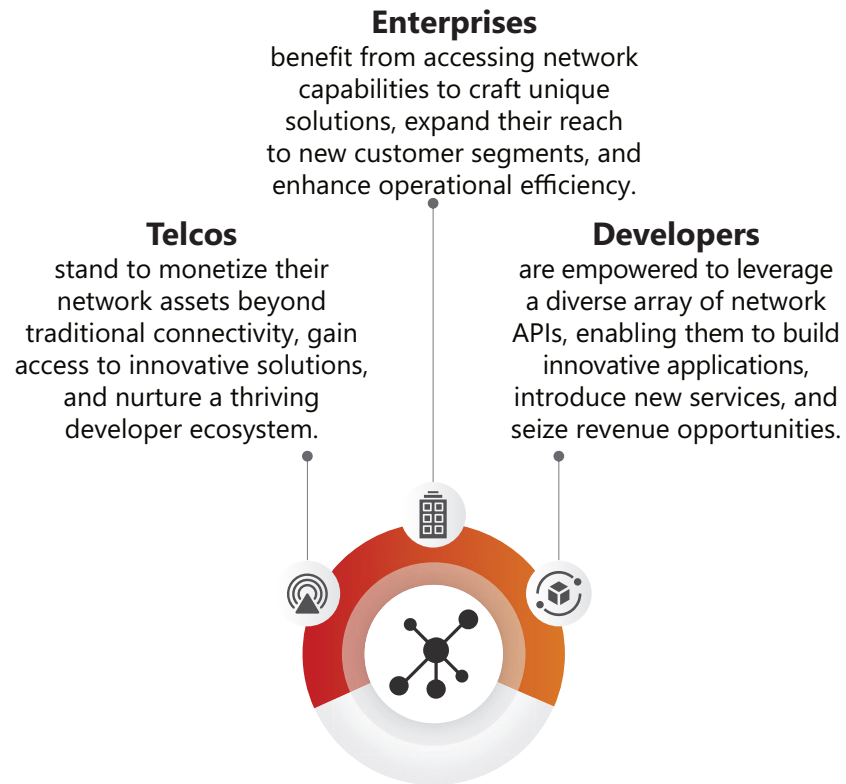 Enterprises
benefit from accessing network
capabilities to craft unique
solutions, expand their reach
to new customer segments, and
enhance operational efficiency.
Telcos
stand to monetize their
network assets beyond
traditional connectivity, gain
access to innovative solutions,
and nurture a thriving
developer ecosystem.
Developers
are empowered to leverage
a diverse array of network
APIs, enabling them to build
innovative applications,
introduce new services, and
seize revenue opportunities.